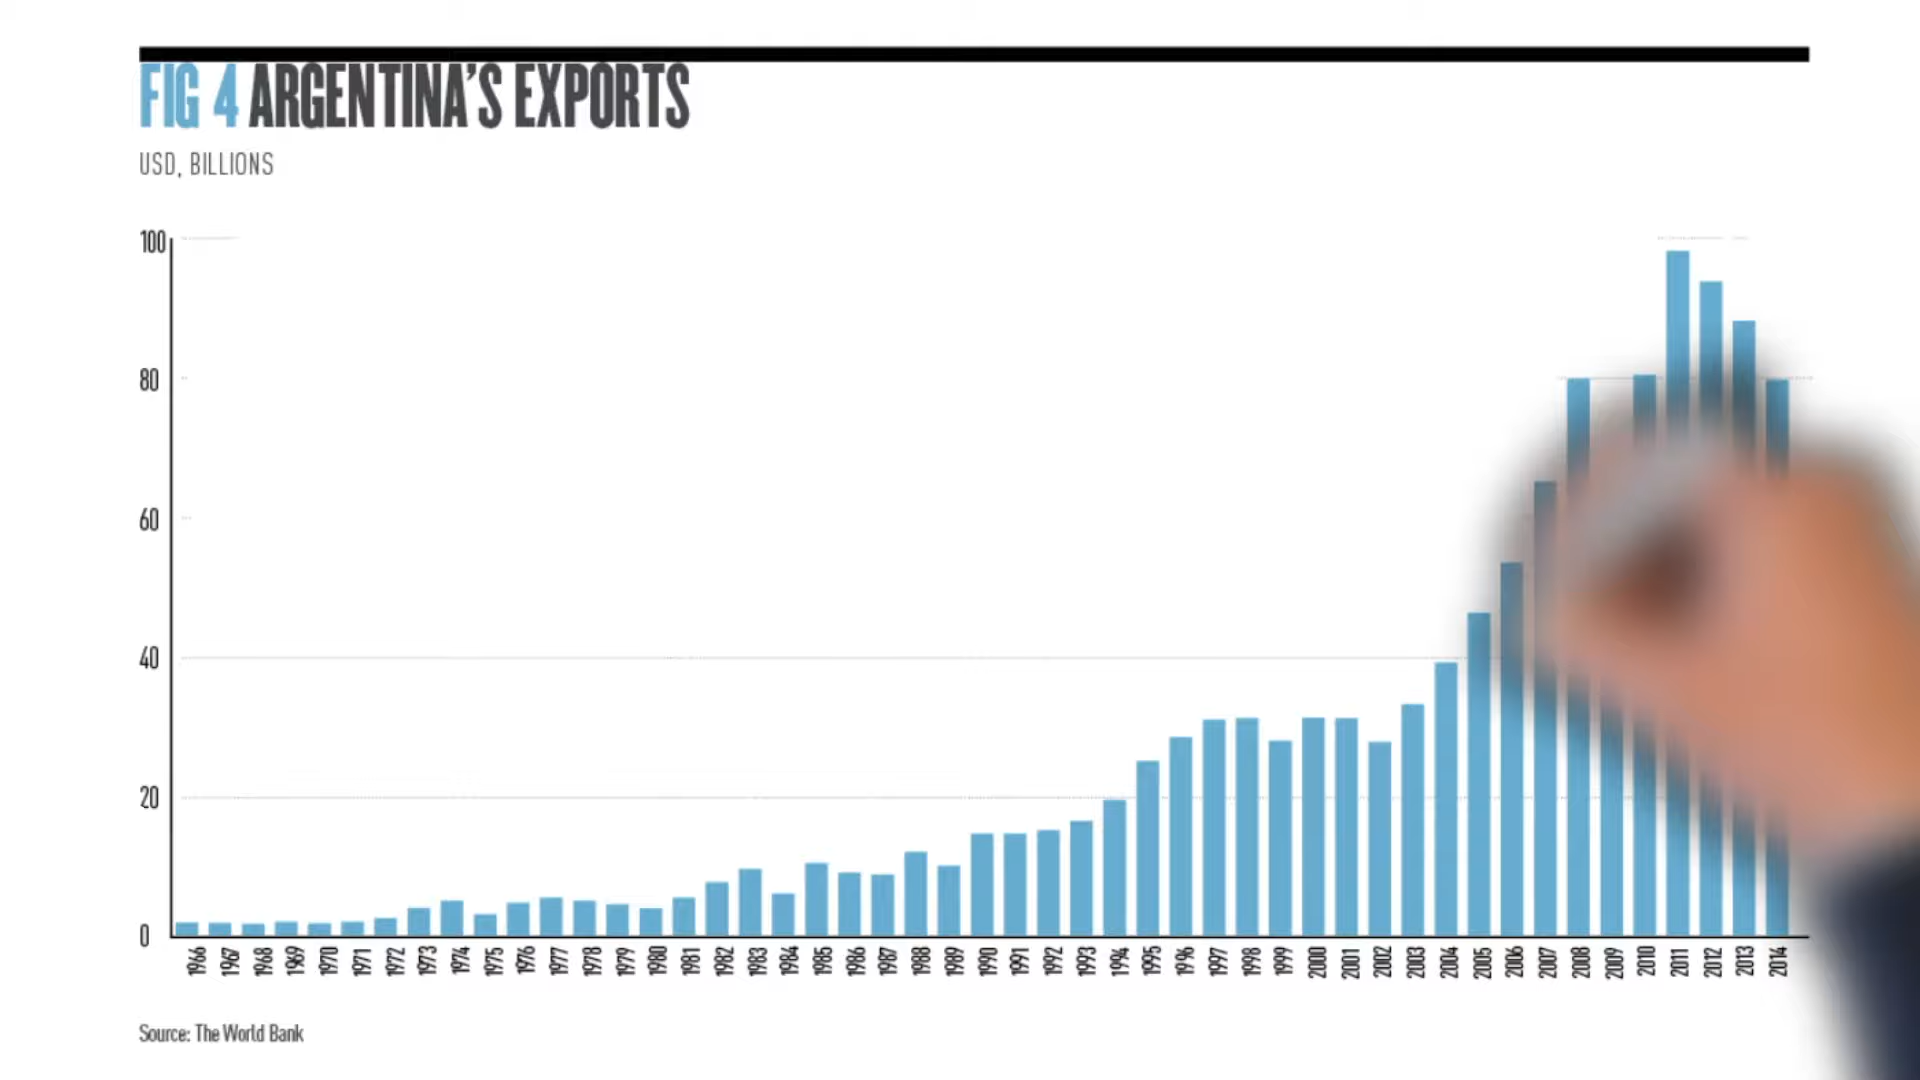 FIG 4 ARGENTINA'S EXPORTS
USD, BILLIONS
100
80
60
40
20
0
1966 1967 1968 1969 1970 1971 1972 1973 1974 1975 1976 1977 1978 1979 1980 1981 1982 1983 1984 1985 1986 1987 1988 1989 1990 1991 1992 1993 1994 1995 1996 1997 1998 1999 2000 2001 2002 2003 2004 2005 2006 2007 2008 2009 2010 2011 2012 2013 2014
Source: The World Bank